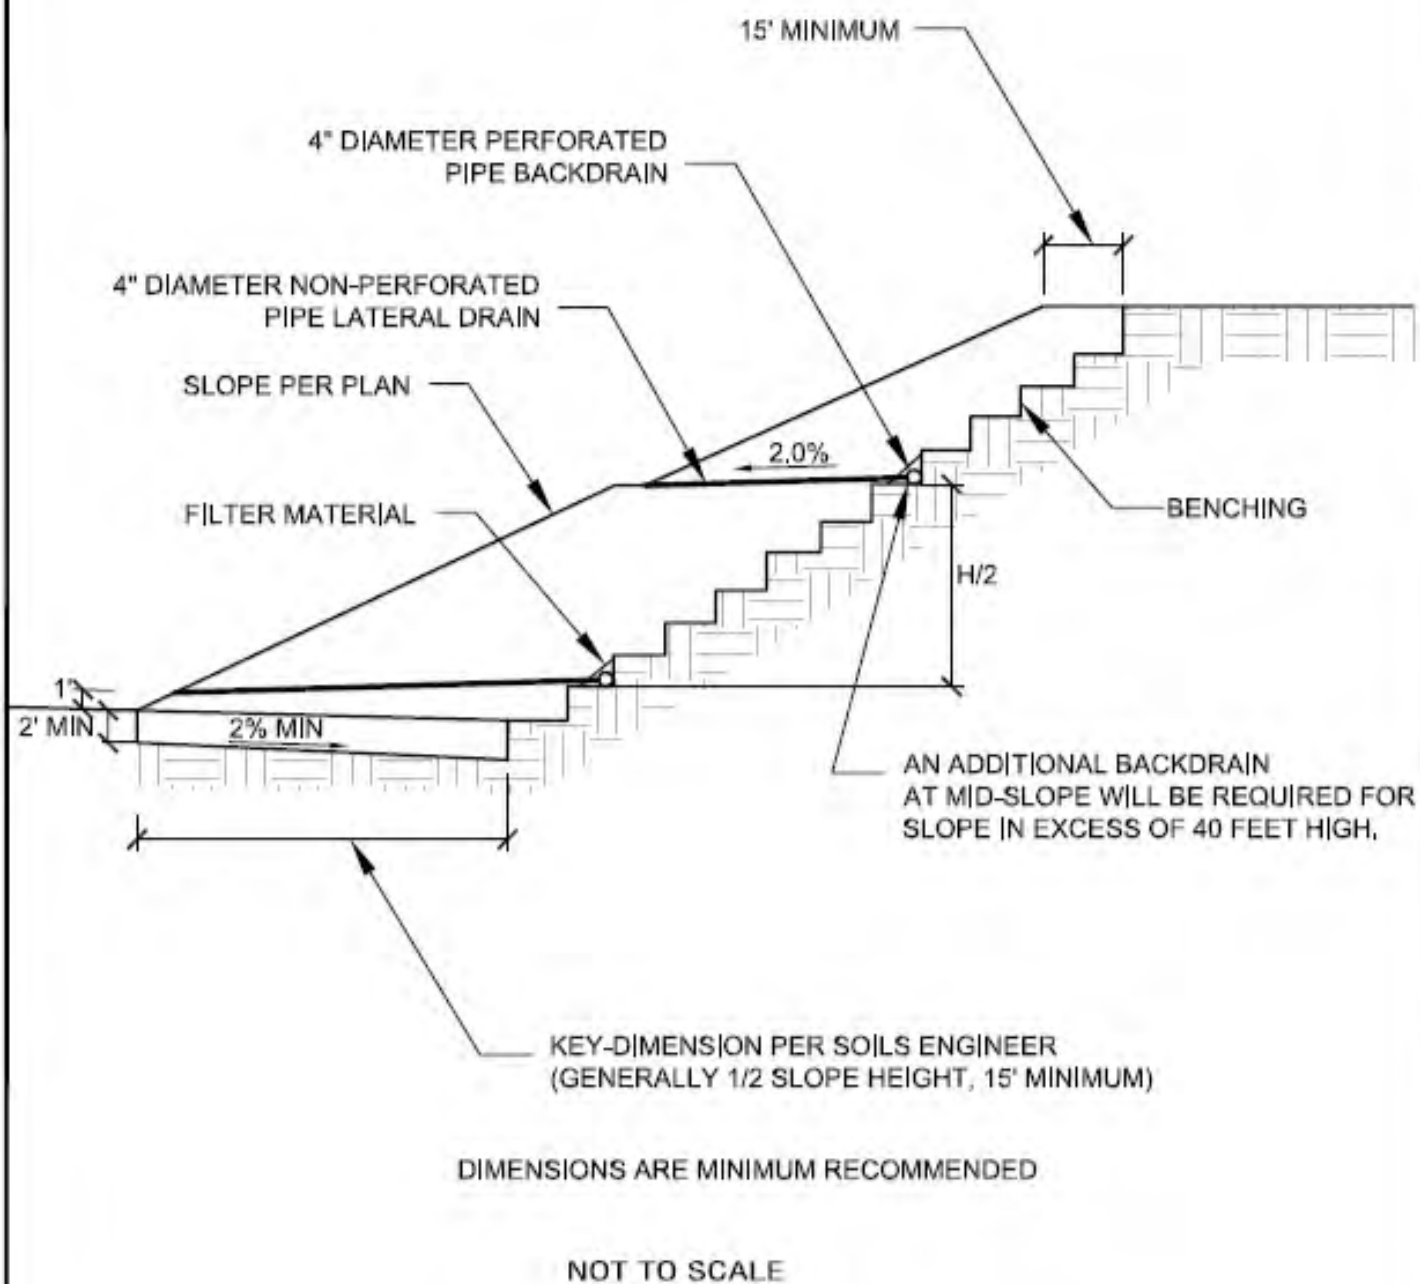 15' MINIMUM
4" DIAMETER PERFORATED
PIPE BACKDRAIN
4" DIAMETER NON-PERFORATED
PIPE LATERAL DRAIN
SLOPE PER PLAN
2.0%
FILTER MATERIAL
BENCHING
H/2
1'
2' MIN
2% MIN
AN ADDITIONAL BACKDRAIN
AT MID-SLOPE WILL BE REQUIRED FOR
SLOPE IN EXCESS OF 40 FEET HIGH.
KEY-DIMENSION PER SOILS ENGINEER
(GENERALLY 1/2 SLOPE HEIGHT, 15' MINIMUM)
DIMENSIONS ARE MINIMUM RECOMMENDED
NOT TO SCALE